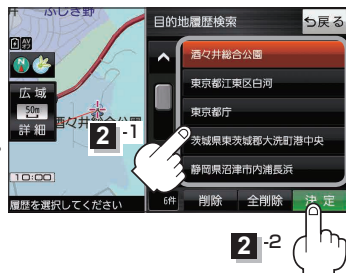 井 ふじき野
目的地履歴検索
戻る
広域
50m
詳細
酒々井総合公園
10:00
履歴を選択してください
酒々井総合公園
東京都江東区白河
東京都庁
茨城県東茨城郡大洗町港中央
静岡県沼津市内浦長浜
6件
削除
全削除
決定
2-1
2-2